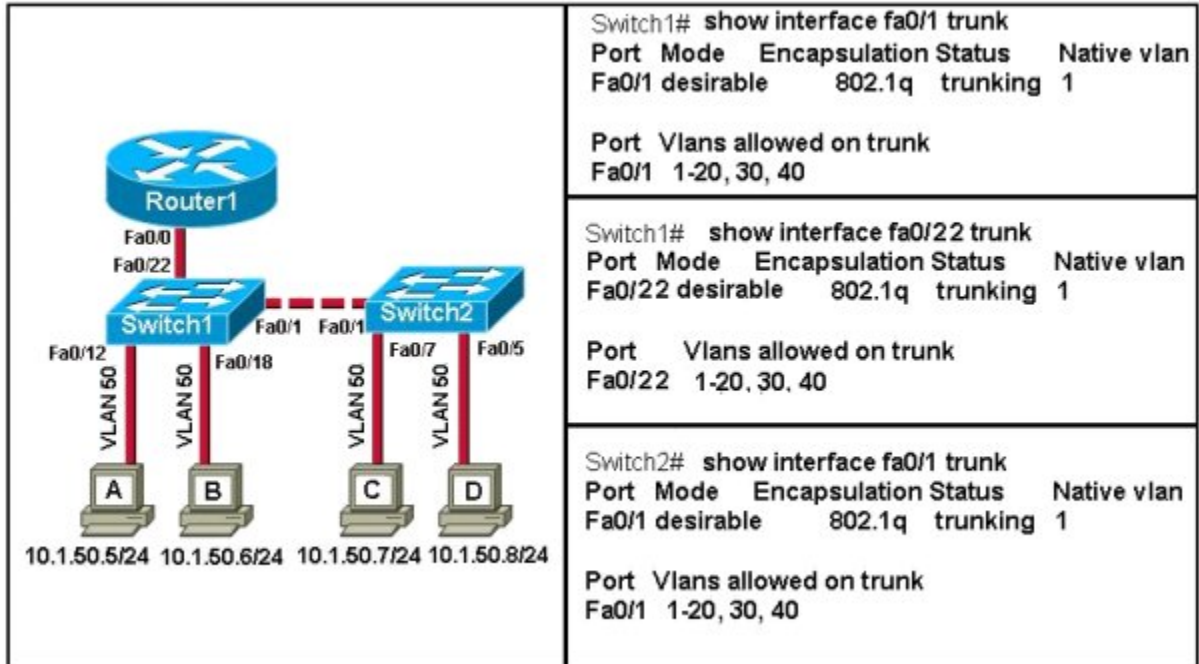 Router1
Fa0/0
Fa0/22
Switch1
Fa0/1 Fa0/1
Switch2
Fa0/12
Fa0/18
Fa0/7
Fa0/5
VLAN 50
VLAN 50
VLAN 50
VLAN 50
A
B
C
D
10.1.50.5/24 10.1.50.6/24 10.1.50.7/24 10.1.50.8/24
Switch1# show interface fa0/1 trunk
Port Mode Encapsulation Status Native vlan
Fa0/1 desirable 802.1q trunking 1
Port Vlans allowed on trunk
Fa0/1 1-20, 30, 40
Switch1# show interface fa0/22 trunk
Port Mode Encapsulation Status Native vlan
Fa0/22 desirable 802.1q trunking 1
Port Vlans allowed on trunk
Fa0/22 1-20, 30, 40
Switch2# show interface fa0/1 trunk
Port Mode Encapsulation Status Native vlan
Fa0/1 desirable 802.1q trunking 1
Port Vlans allowed on trunk
Fa0/1 1-20, 30, 40